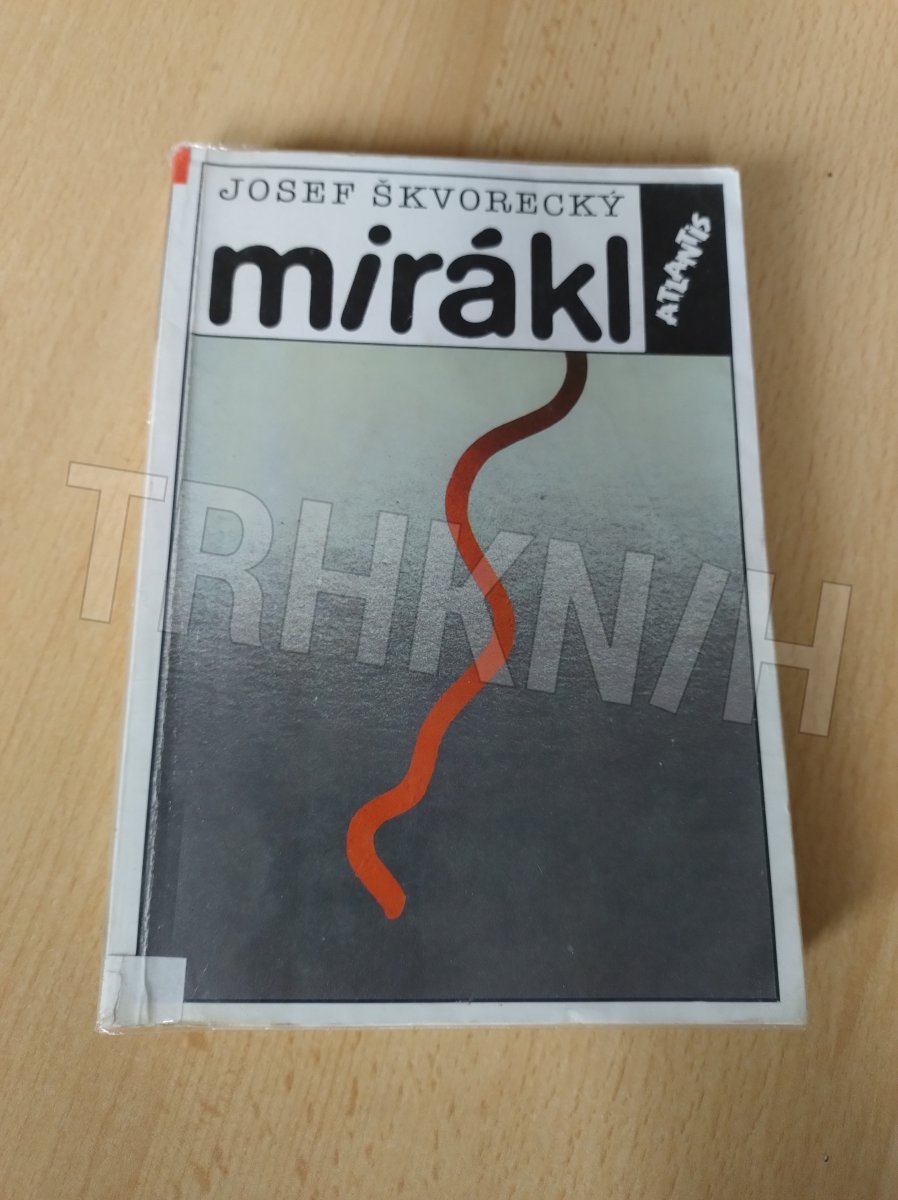 JOSEF ŠKVORECKÝ
mirákl
ATLANTIS
TRHKNIH